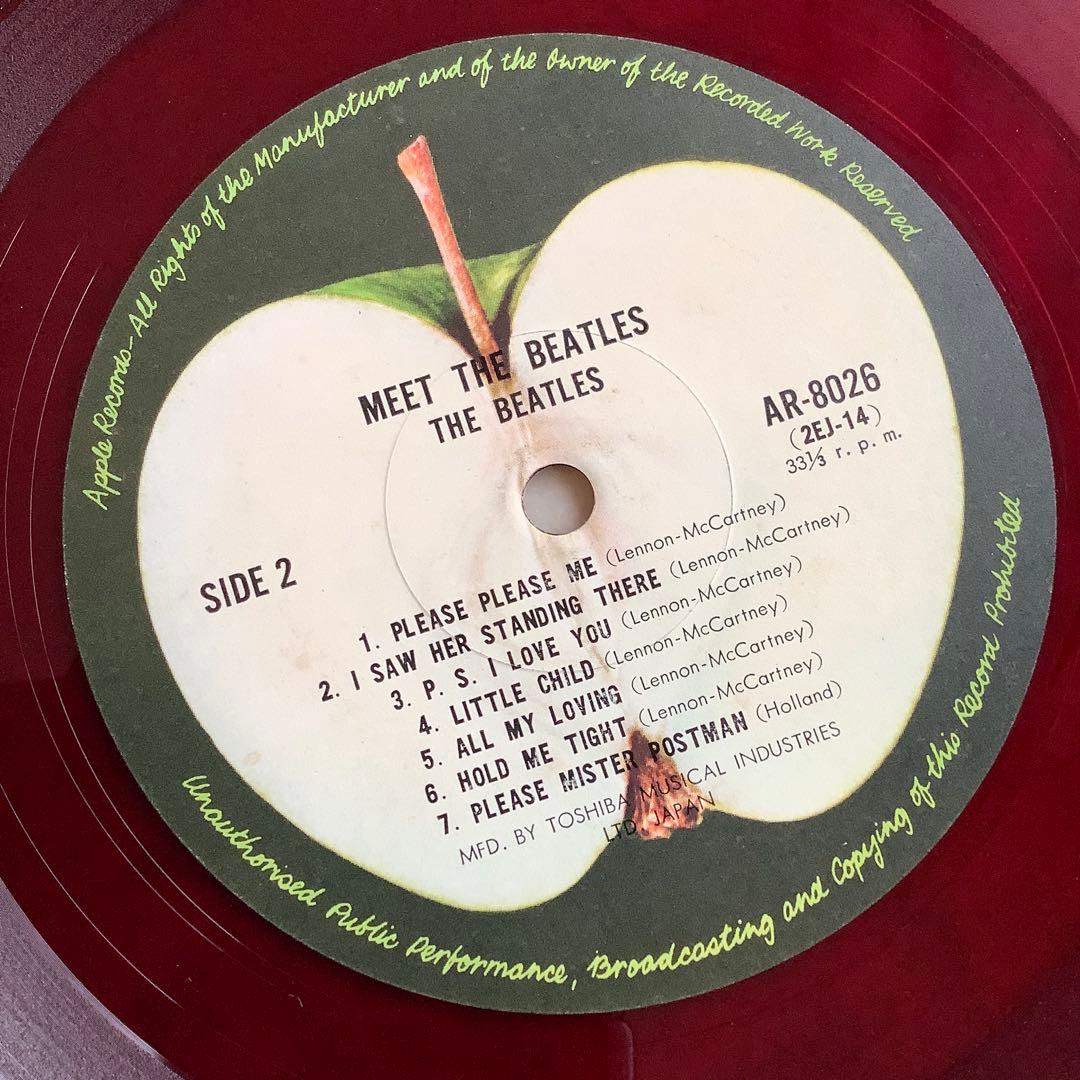 Apple Records-All Rights of the Manufacturer and of the Owner of the Recorded Work Reserved
MEET THE BEATLES
THE BEATLES
AR-8026
(2EJ-14)
33⅓ r. p. m.
SIDE 2
1. PLEASE PLEASE ME (Lennon-McCartney)
2. I SAW HER STANDING THERE (Lennon-McCartney)
3. P. S. I LOVE YOU (Lennon-McCartney)
4. LITTLE CHILD (Lennon-McCartney)
5. ALL MY LOVING (Lennon-McCartney)
6. HOLD ME TIGHT (Lennon-McCartney)
7. PLEASE MISTER POSTMAN (Holland)
MFD. BY TOSHIBA MUSICAL INDUSTRIES
LTD. JAPAN
Unauthorised Public Performance, Broadcasting and Copying of this Record Prohibited